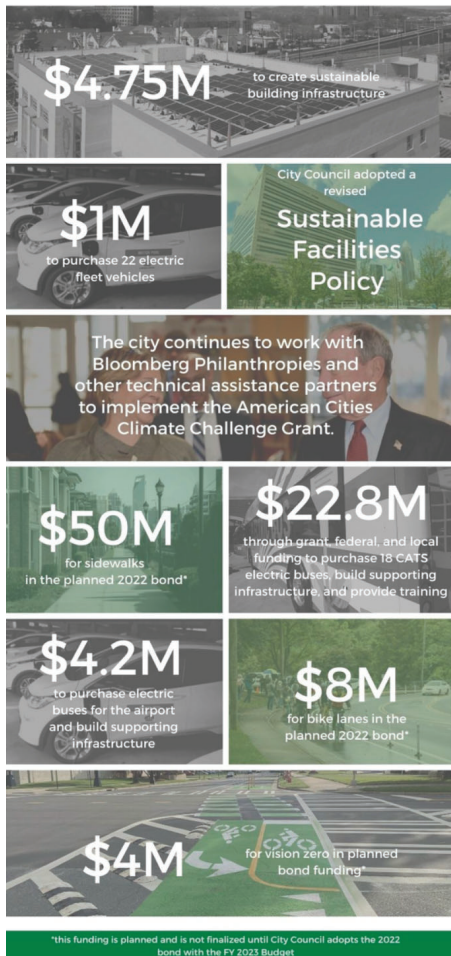 $4.75M
to create sustainable
building infrastructure
$1M
to purchase 22 electric
fleet vehicles
City Council adopted a
revised
Sustainable
Facilities
Policy
The city continues to work with
Bloomberg Philanthropies and
other technical assistance partners
to implement the American Cities
Climate Challenge Grant.
$50M
for sidewalks
in the planned 2022 bond*
$22.8M
through grant, federal, and local
funding to purchase 18 CATS
electric buses, build supporting
infrastructure, and provide training
$4.2M
to purchase electric
buses for the airport
and build supporting
infrastructure
$8M
for bike lanes in the
planned 2022 bond*
$4M
for vision zero in planned
bond funding*
*this funding is planned and is not finalized until City Council adopts the 2022
bond with the FY 2023 Budget